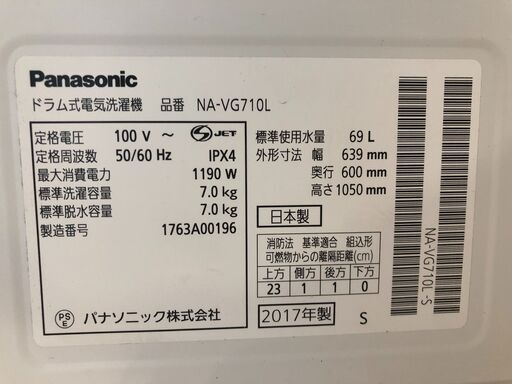 Panasonic
ドラム式電気洗濯機 品番 NA-VG710L
定格電圧 100 V ～ S JET
定格周波数 50/60 Hz IPX4
最大消費電力 1190 W
標準洗濯容量 7.0 kg
標準脱水容量 7.0 kg
製造番号 1763A00196
PS E パナソニック株式会社
標準使用水量 69 L
外形寸法 幅 639 mm
奥行 600 mm
高さ 1050 mm
日本製
消防法 基準適合 組込形
可燃物からの離隔距離(cm)
上方 側方 後方 下方
23 1 1 0
2017年製 S
NA-VG710L-S